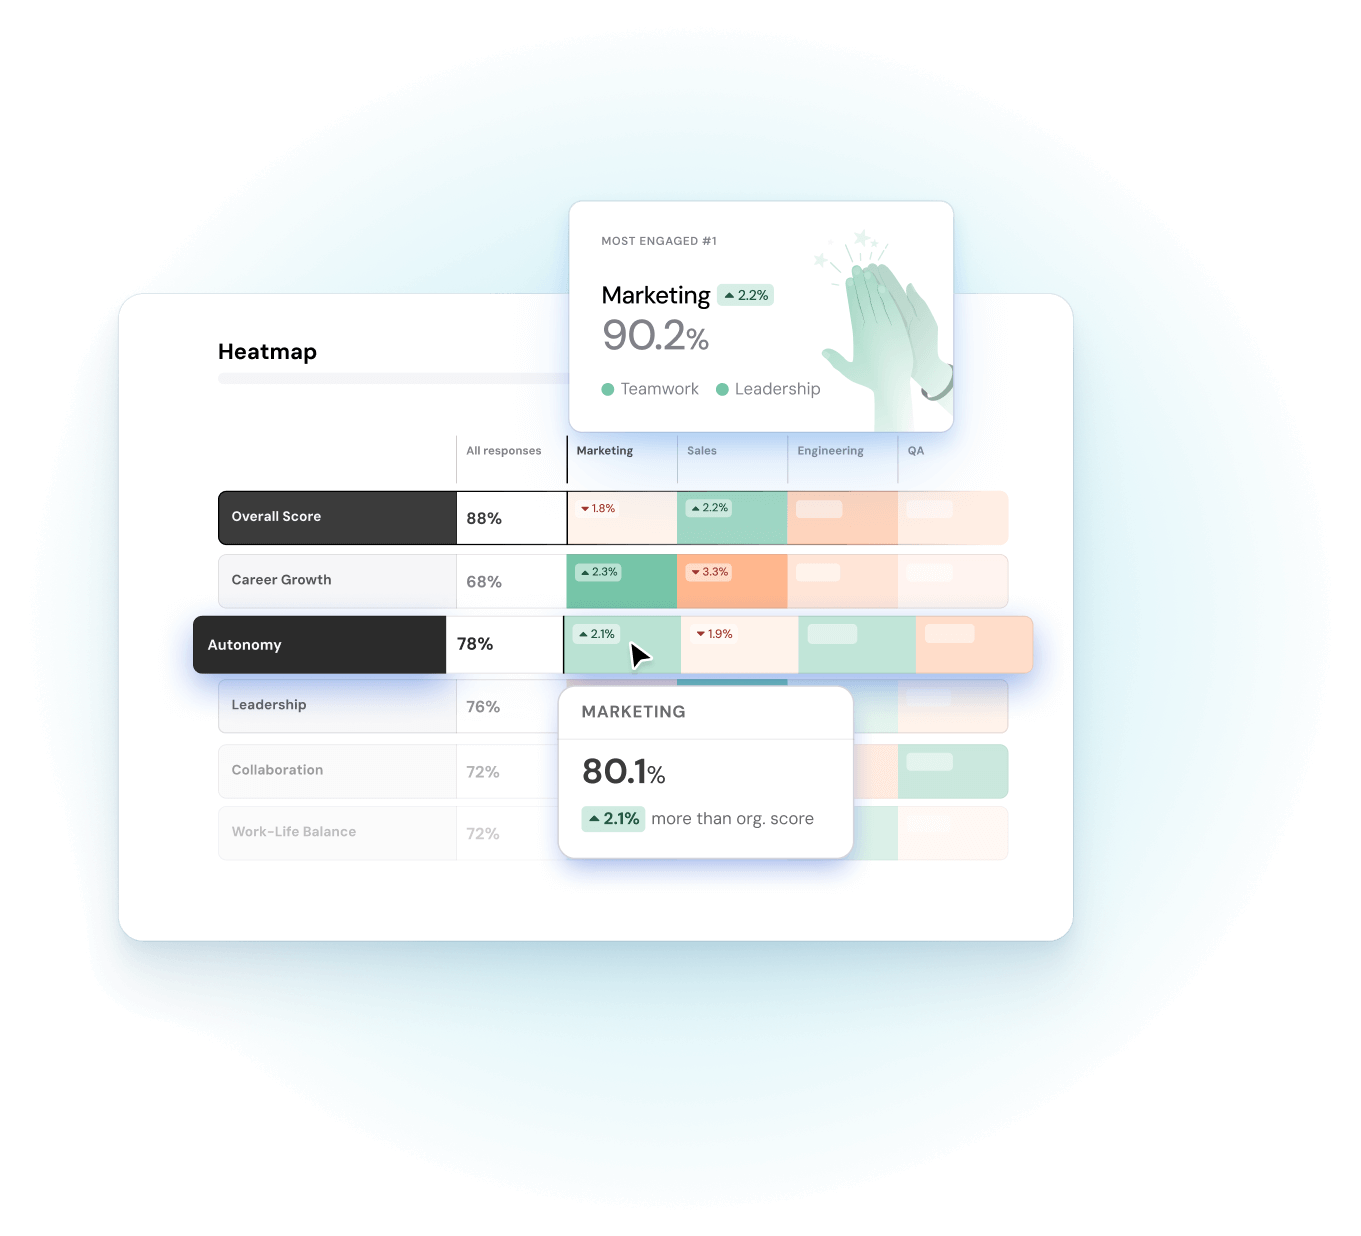 MOST ENGAGED #1
Marketing ▲ 2.2%
90.2%
Teamwork Leadership
Heatmap
All responses Marketing Sales Engineering QA
Overall Score 88% ▼ 1.8% ▲ 2.2%
Career Growth 68% ▲ 2.3% ▼ 3.3%
Autonomy 78% ▲ 2.1% ▼ 1.9%
Leadership 76%
Collaboration 72%
Work-Life Balance 72%
MARKETING
80.1%
▲ 2.1% more than org. score